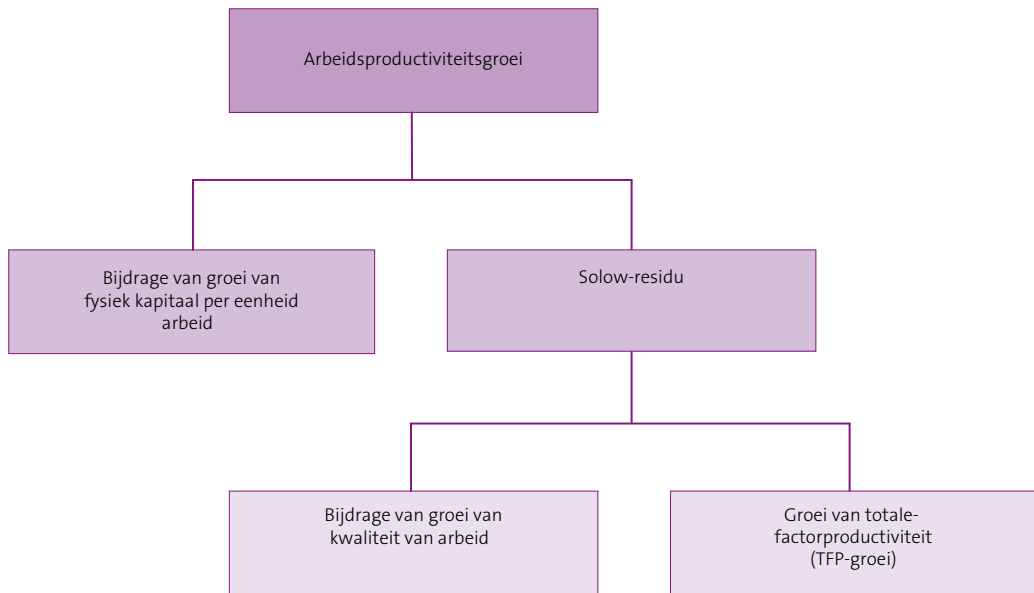 Arbeidsproductiviteitsgroei
Bijdrage van groei van
fysiek kapitaal per eenheid
arbeid
Solow-residu
Bijdrage van groei van
kwaliteit van arbeid
Groei van totale-
factorproductiviteit
(TFP-groei)